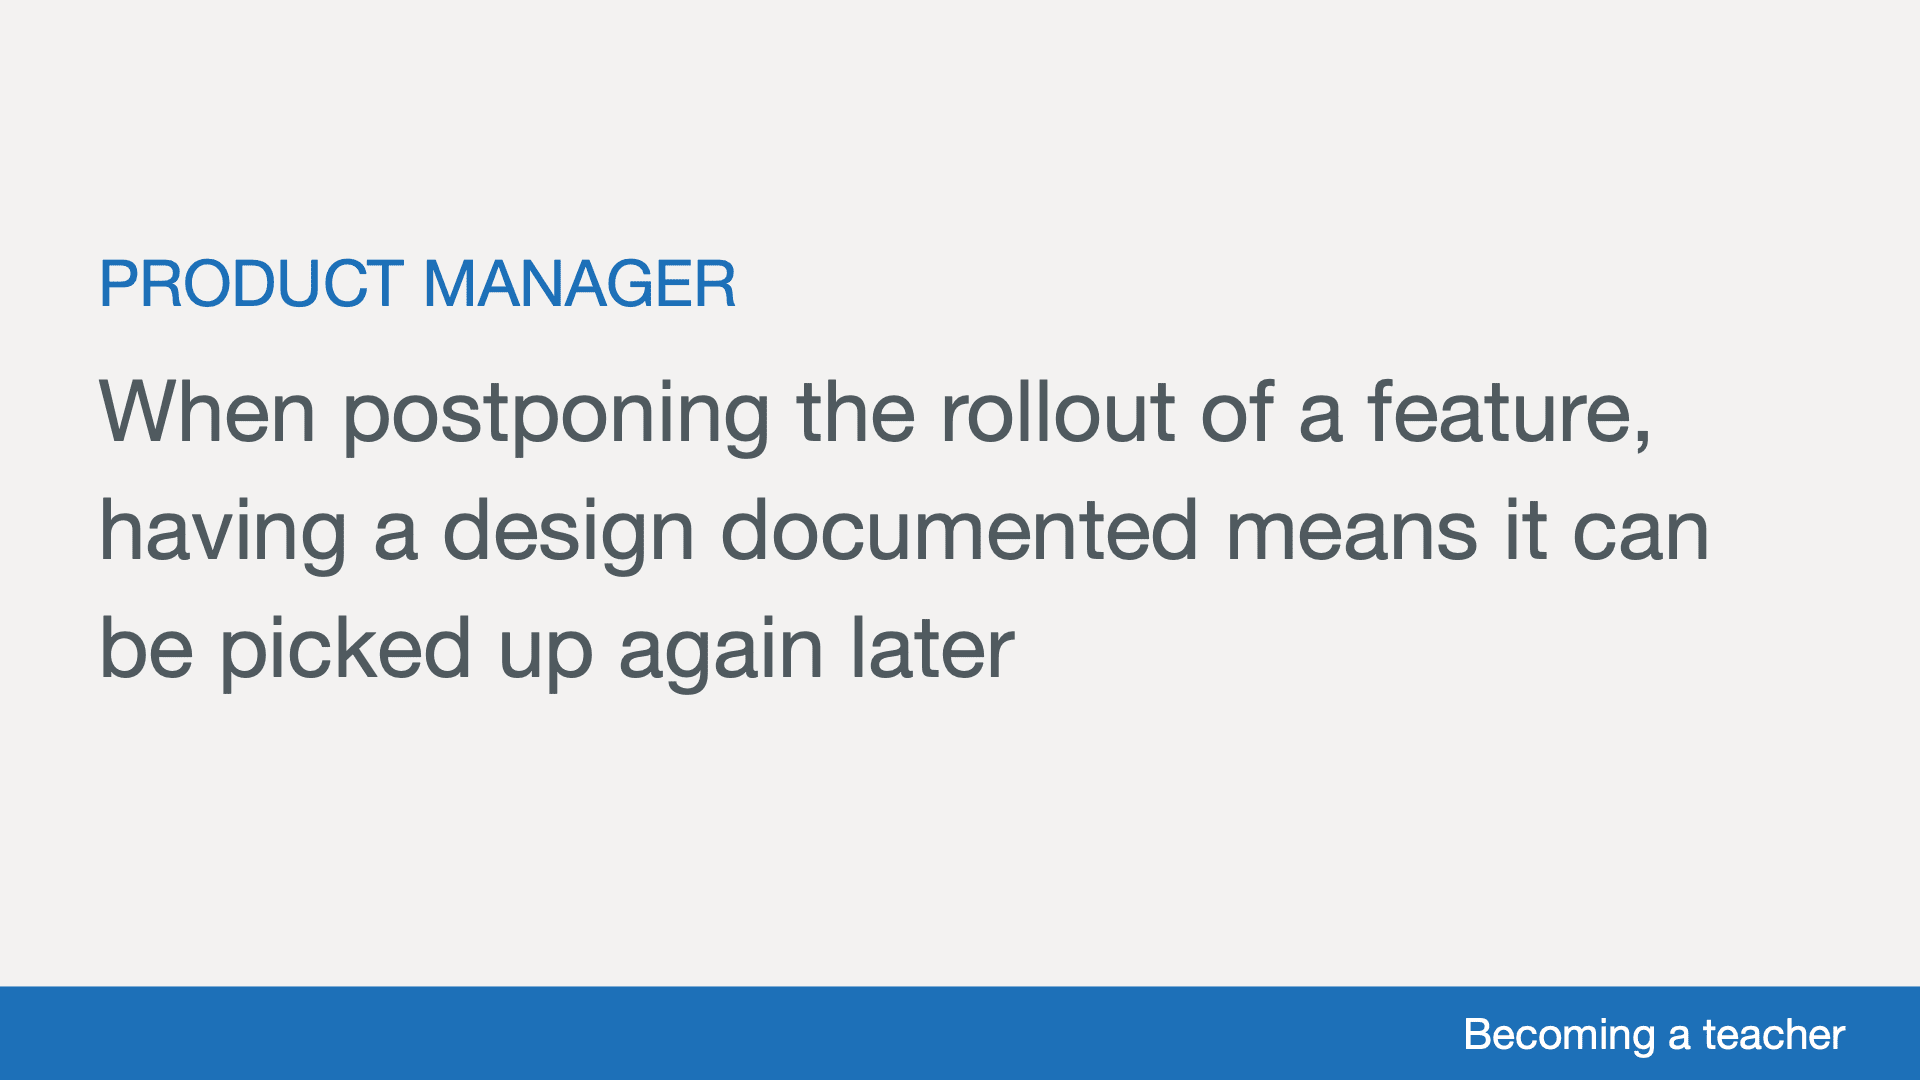 PRODUCT MANAGER
When postponing the rollout of a feature,
having a design documented means it can
be picked up again later
Becoming a teacher